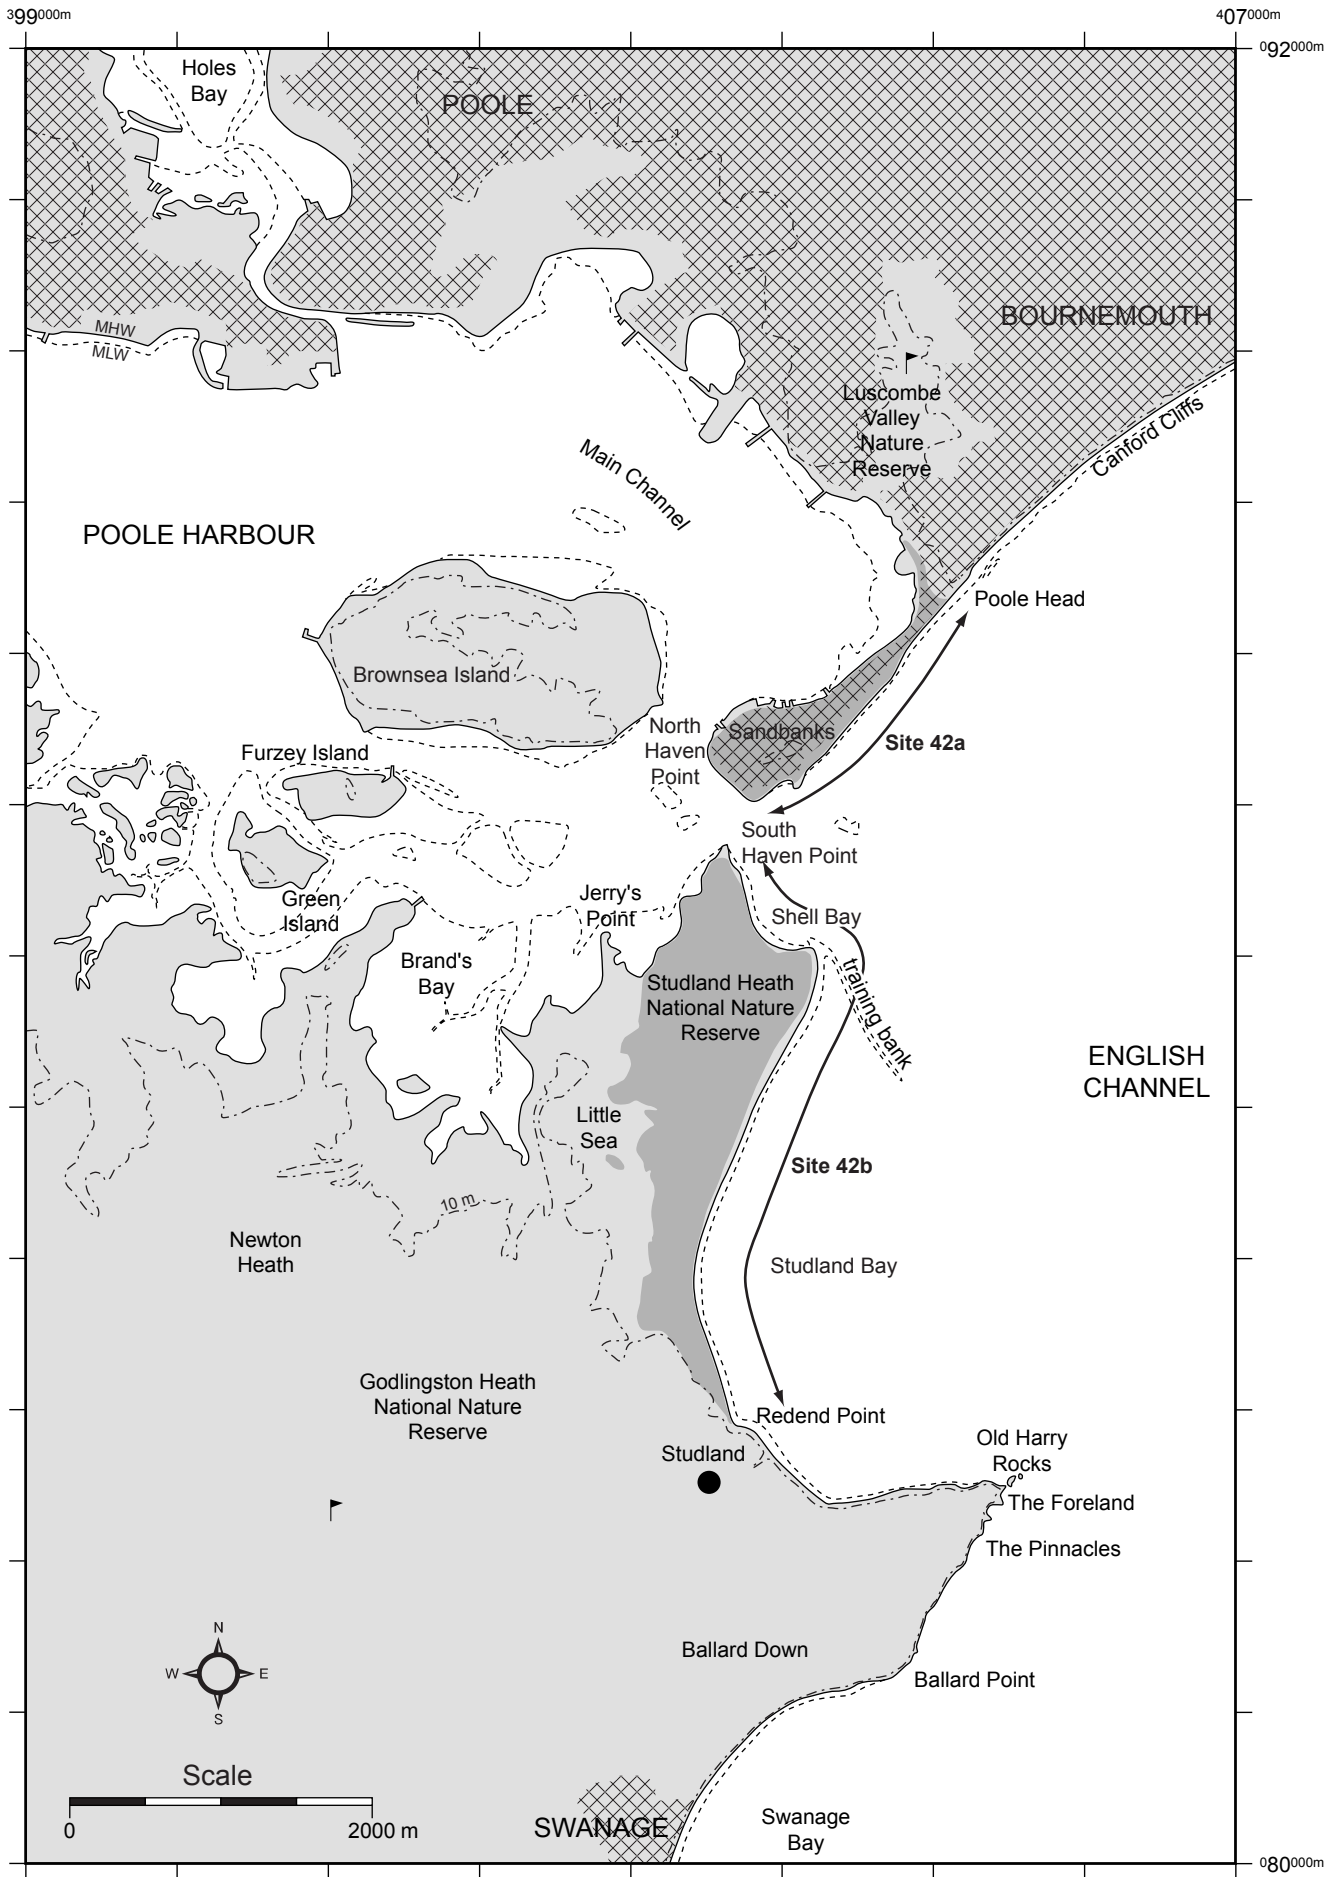 399000m
407000m
092000m
Holes
Bay
POOLE
BOURNEMOUTH
MHW
MLW
Luscombe
Valley
Nature
Reserve
Canford Cliffs
Main Channel
POOLE HARBOUR
Poole Head
Brownsea Island
North
Haven
Point
Sandbanks
Site 42a
Furzey Island
South
Haven Point
Green
Island
Jerry's
Point
Shell Bay
Brand's
Bay
Studland Heath
National Nature
Reserve
training bank
ENGLISH
CHANNEL
Little
Sea
Site 42b
10 m
Newton
Heath
Studland Bay
Godlingston Heath
National Nature
Reserve
Redend Point
Studland
Old Harry
Rocks
The Foreland
The Pinnacles
N
W
E
S
Ballard Down
Ballard Point
Scale
0
2000 m
SWANAGE
Swanage
Bay
080000m